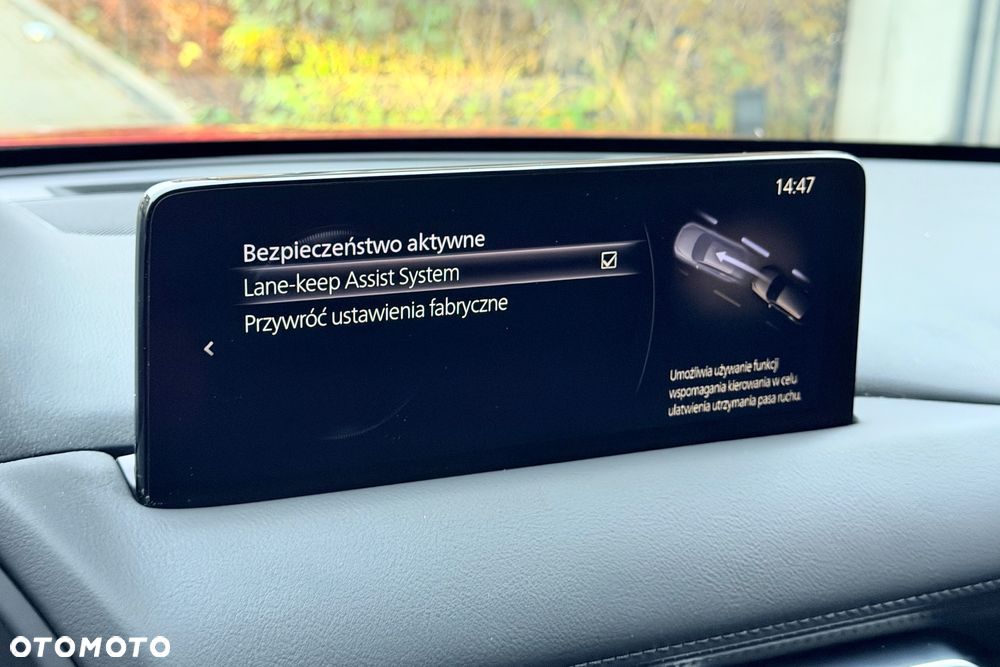 14:47
Bezpieczeństwo aktywne
Lane-keep Assist System
Przywróć ustawienia fabryczne
Umożliwia używanie funkcji
wspomagania kierowania w celu
ułatwienia utrzymania pasa ruchu.
OTOMOTO